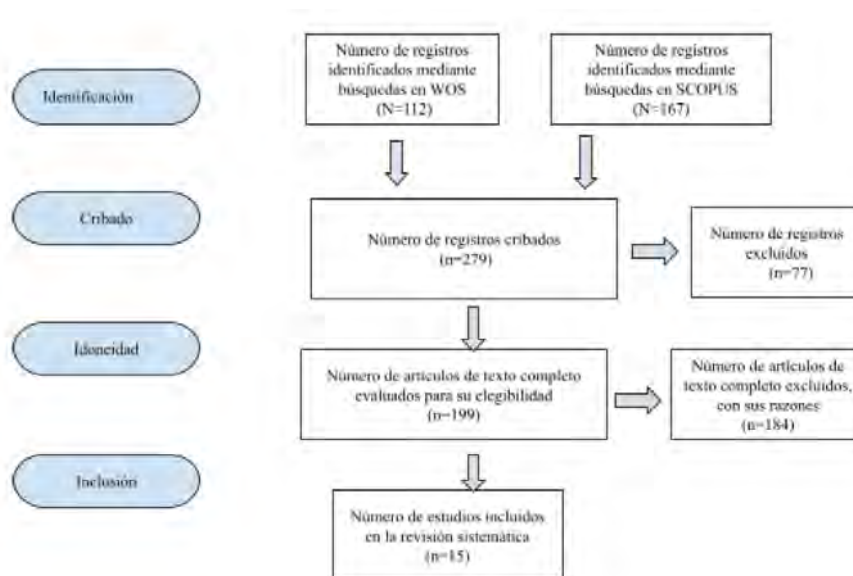 Número de registros
identificados mediante
búsquedas en WOS
(N=112)
Número de registros
identificados mediante
búsquedas en SCOPUS
(N=167)
Identificación
Cribado
Número de registros cribados
(n=279)
Número de registros
excluidos
(n=77)
Idoneidad
Número de artículos de texto completo
evaluados para su elegibilidad
(n=199)
Número de artículos de
texto completo excluidos,
con sus razones
(n=184)
Inclusión
Número de estudios incluidos
en la revisión sistemática
(n=15)